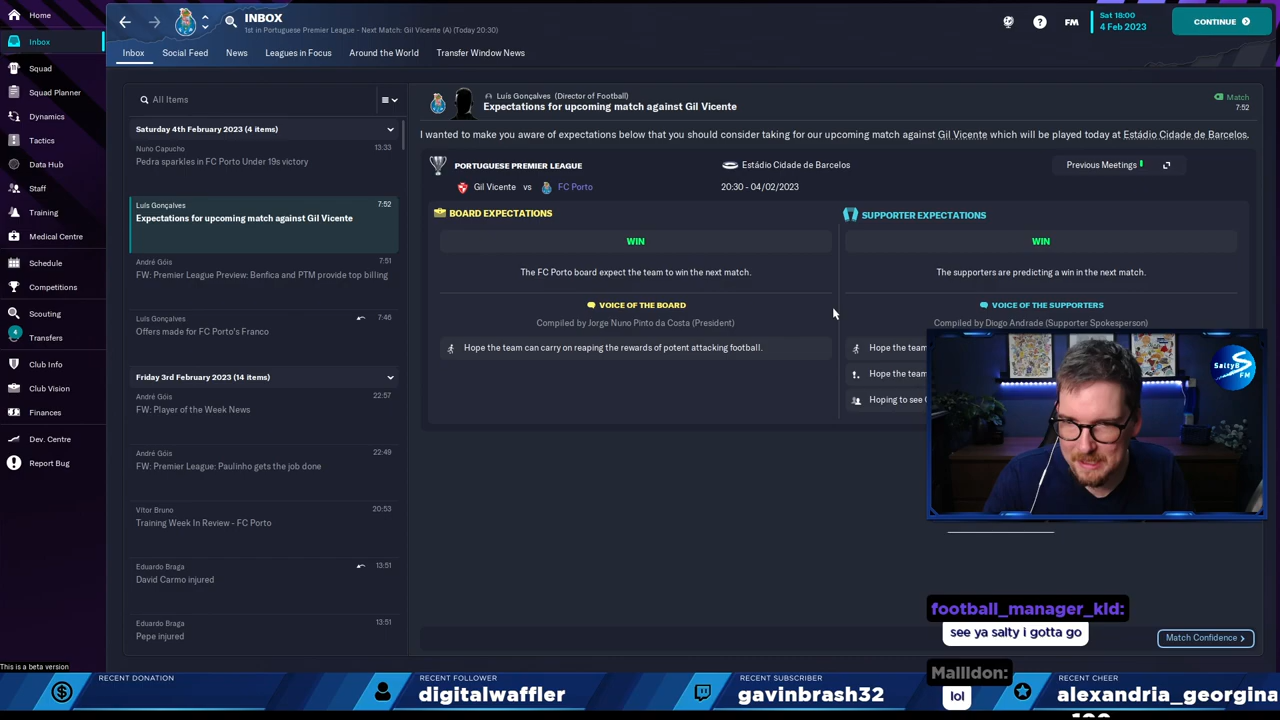 Home
Inbox
Squad
Squad Planner
Dynamics
Tactics
Data Hub
Staff
Training
Medical Centre
Schedule
Competitions
Scouting
4
Transfers
Club Info
Club Vision
Finances
Dev. Centre
Report Bug
This is a beta version
INBOX
1st in Portuguese Premier League - Next Match: Gil Vicente (A) (Today 20:30)
FM
Sat 18:00
4 Feb 2023
CONTINUE
Inbox
Social Feed
News
Leagues in Focus
Around the World
Transfer Window News
All Items
Saturday 4th February 2023 (4 items)
Nuno Capucho 13:33
Pedra sparkles in FC Porto Under 19s victory
Luís Gonçalves 7:52
Expectations for upcoming match against Gil Vicente
André Góis 7:51
FW: Premier League Preview: Benfica and PTM provide top billing
Luís Gonçalves 7:46
Offers made for FC Porto's Franco
Friday 3rd February 2023 (14 items)
André Góis 22:57
FW: Player of the Week News
André Góis 22:49
FW: Premier League: Paulinho gets the job done
Vítor Bruno 20:53
Training Week In Review - FC Porto
Eduardo Braga 13:51
David Carmo injured
Eduardo Braga 13:51
Pepe injured
Luís Gonçalves (Director of Football)
Expectations for upcoming match against Gil Vicente
Match
7:52
I wanted to make you aware of expectations below that you should consider taking for our upcoming match against Gil Vicente which will be played today at Estádio Cidade de Barcelos.
PORTUGUESE PREMIER LEAGUE
Gil Vicente vs FC Porto
Estádio Cidade de Barcelos
20:30 - 04/02/2023
Previous Meetings
BOARD EXPECTATIONS
WIN
The FC Porto board expect the team to win the next match.
VOICE OF THE BOARD
Compiled by Jorge Nuno Pinto da Costa (President)
Hope the team can carry on reaping the rewards of potent attacking football.
SUPPORTER EXPECTATIONS
WIN
The supporters are predicting a win in the next match.
VOICE OF THE SUPPORTERS
Compiled by Diogo Andrade (Supporter Spokesperson)
Hope the team
Hope the team
Hoping to see
SaltyB
FM
football_manager_kld:
see ya salty i gotta go
Match Confidence
Mallldon:
lol
RECENT DONATION
RECENT FOLLOWER
digitalwaffler
RECENT SUBSCRIBER
gavinbrash32
RECENT CHEER
alexandria_georgina